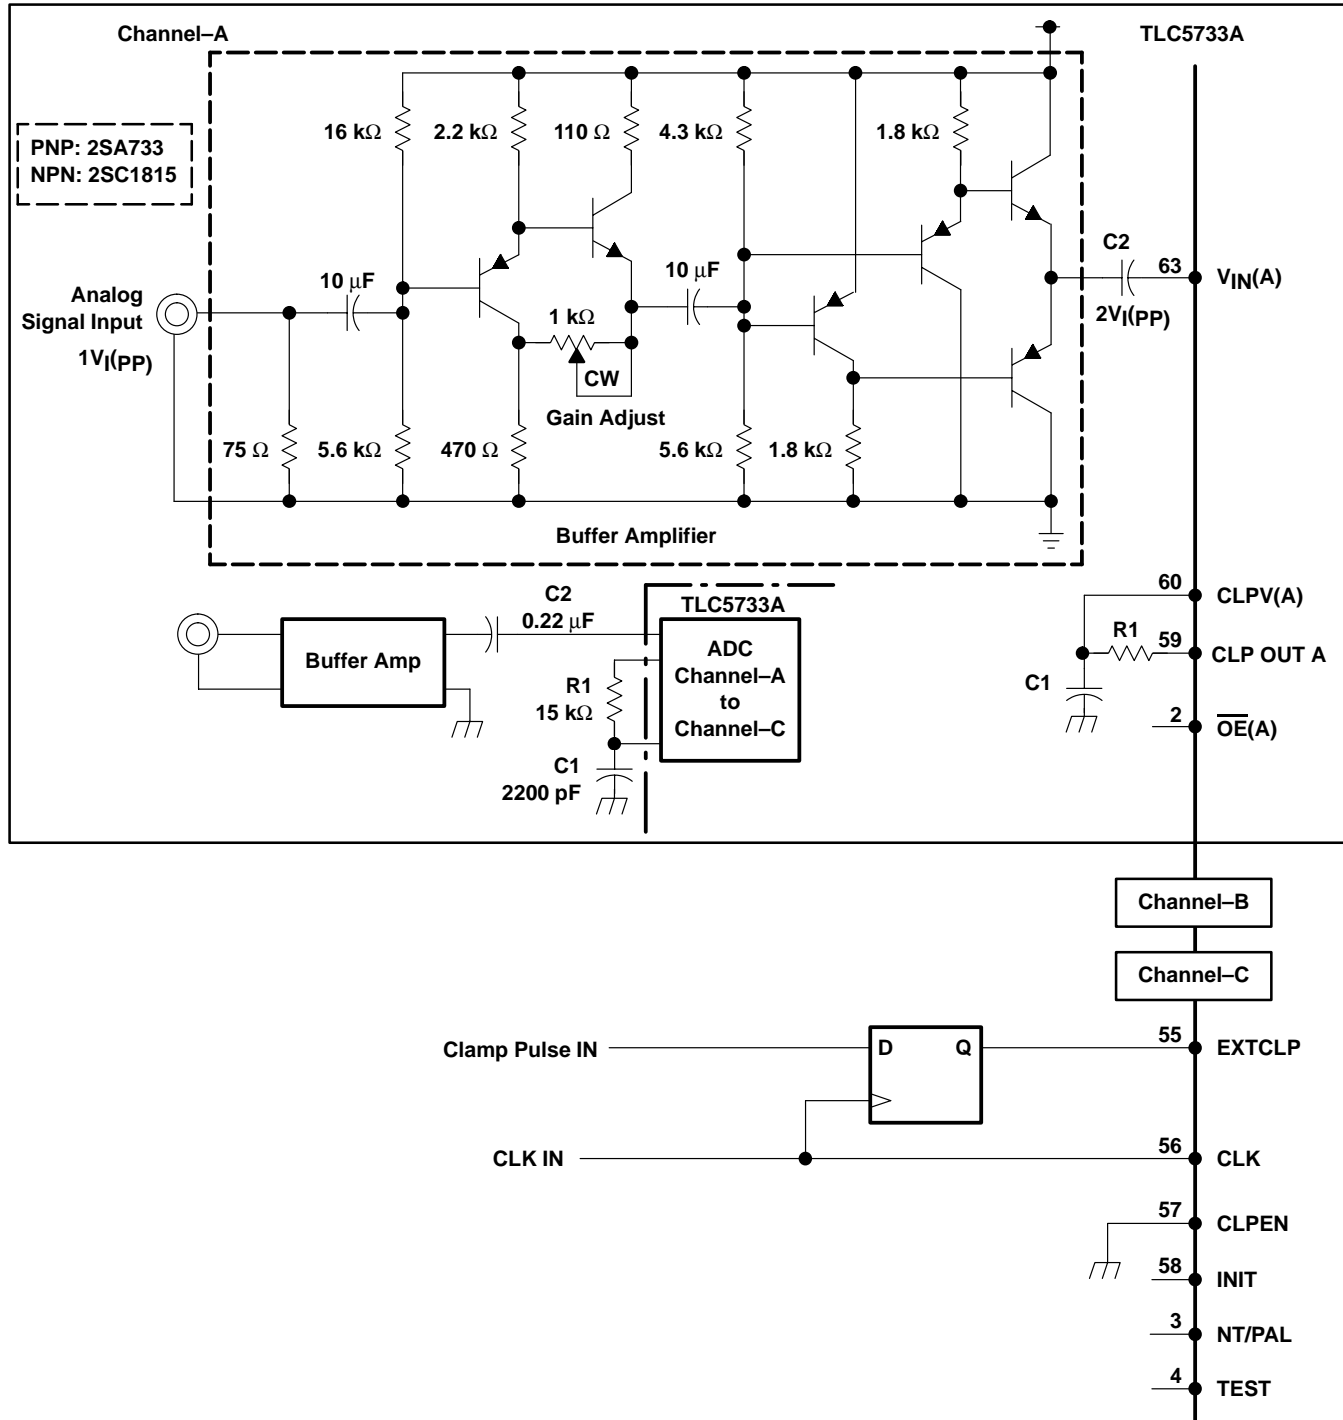 Channel–A
TLC5733A
PNP: 2SA733
NPN: 2SC1815
16 kΩ
2.2 kΩ
110 Ω
4.3 kΩ
1.8 kΩ
Analog
Signal Input
1VI(PP)
10 μF
1 kΩ
CW
Gain Adjust
10 μF
C2
2VI(PP)
63
VIN(A)
75 Ω
5.6 kΩ
470 Ω
5.6 kΩ
1.8 kΩ
Buffer Amplifier
Buffer Amp
C2
0.22 μF
TLC5733A
ADC
Channel–A
to
Channel–C
R1
15 kΩ
C1
2200 pF
60
CLPV(A)
R1
59
CLP OUT A
C1
2
OE(A)
Channel–B
Channel–C
Clamp Pulse IN
D
Q
55
EXTCLP
CLK IN
56
CLK
57
CLPEN
58
INIT
3
NT/PAL
4
TEST